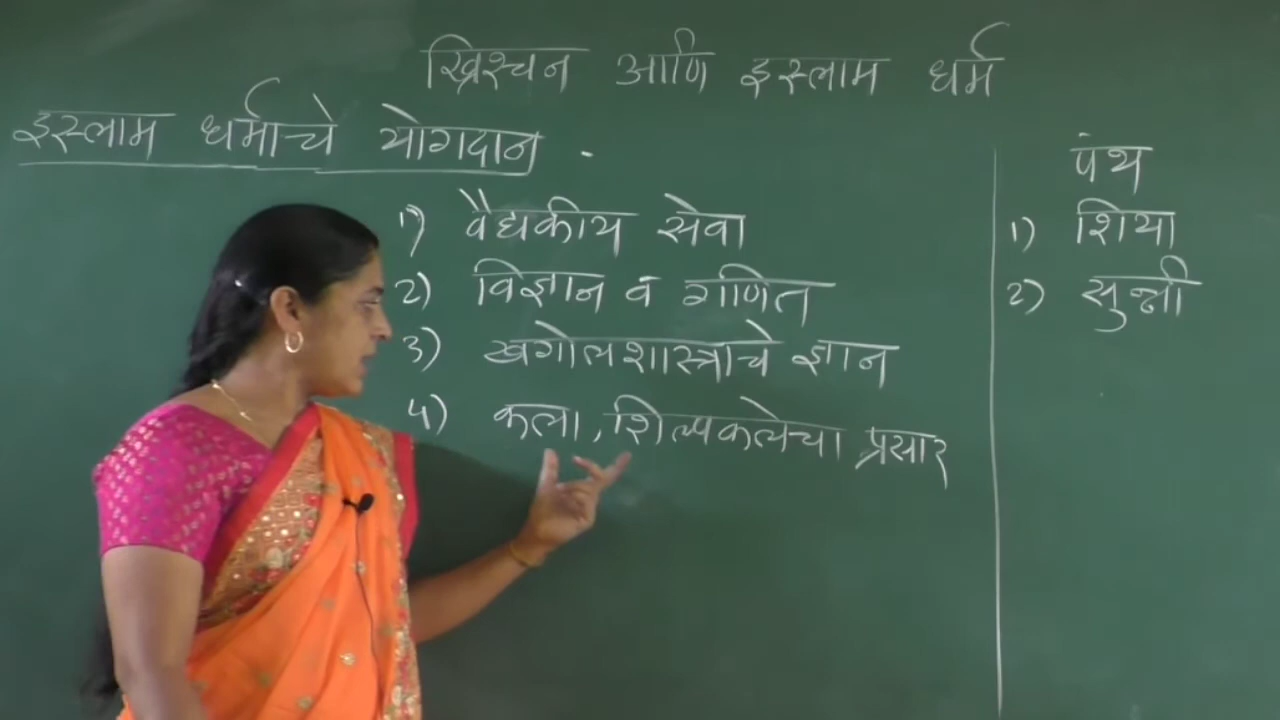 ख्रिश्चन आणि इस्लाम धर्म
इस्लाम धर्माचे योगदान -
1) वैद्यकीय सेवा
2) विज्ञान व गणित
3) खगोलशास्त्राचे ज्ञान
4) कला, शिल्पकलेचा प्रसार
पंथ
1) शिया
2) सुन्नी